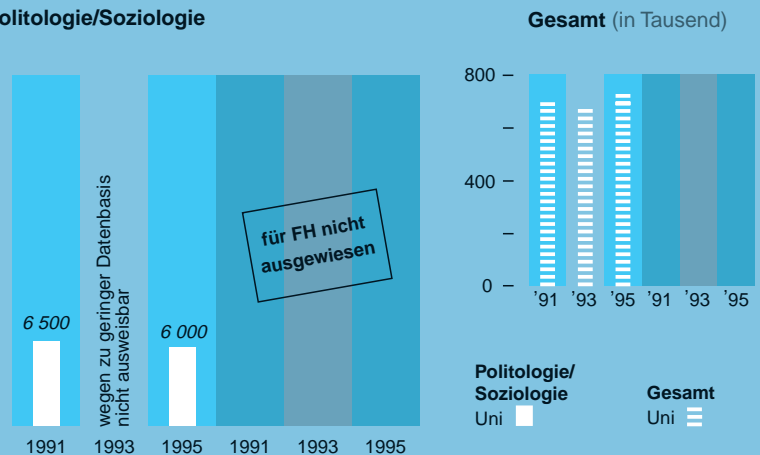 olitologie/Soziologie
6 500
wegen zu geringer Datenbasis
nicht ausweisbar
6 000
für FH nicht
ausgewiesen
1991 1993 1995 1991 1993 1995
Gesamt (in Tausend)
800
400
0
'91 '93 '95 '91 '93 '95
Politologie/
Soziologie
Uni
Gesamt
Uni